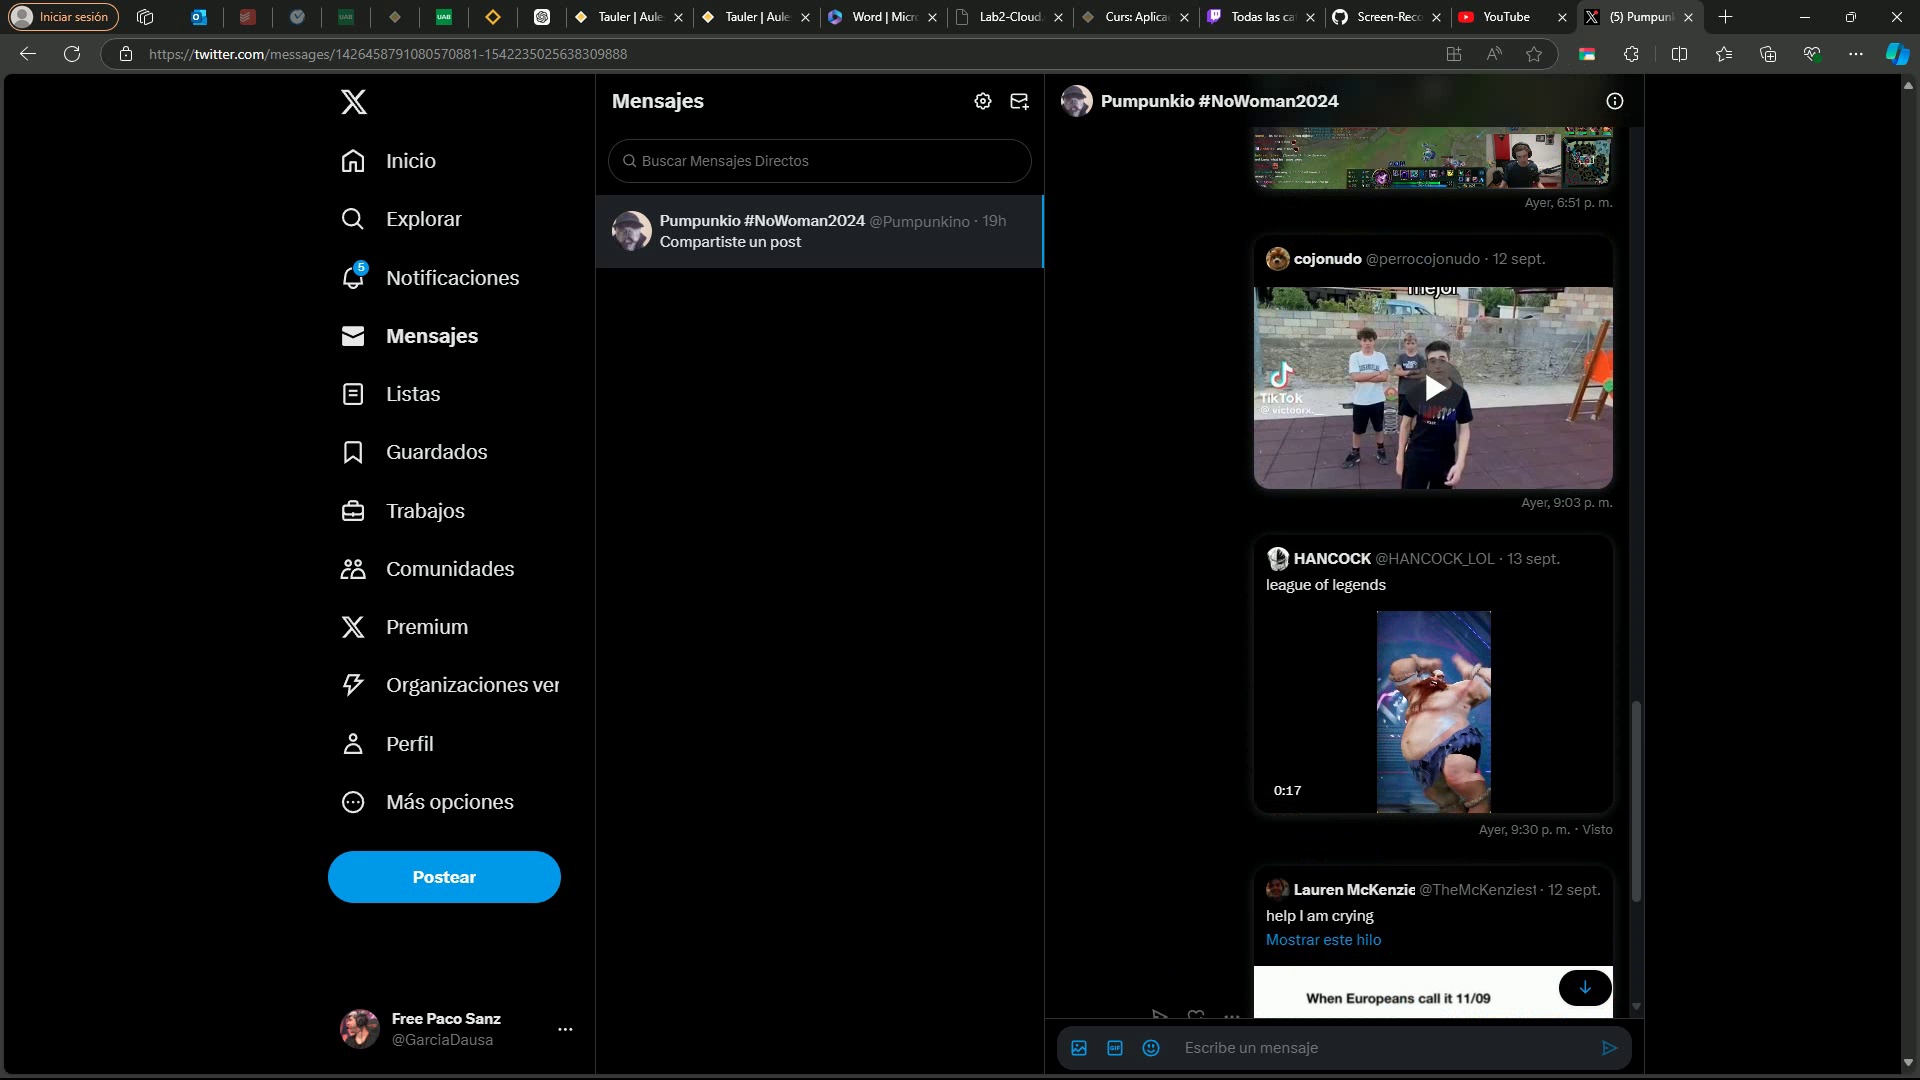 Iniciar sesión
UAB
UAB
Tauler | Aule
Tauler | Aule
Word | Micr
Lab2-Cloud.
Curs: Aplica
Todas las ca
Screen-Reco
YouTube
(5) Pumpun
https://twitter.com/messages/1426458791080570881-1542235025638309888
Inicio
Explorar
5
Notificaciones
Mensajes
Listas
Guardados
Trabajos
Comunidades
Premium
Organizaciones ver
Perfil
Más opciones
Postear
Free Paco Sanz
@GarciaDausa
Mensajes
Buscar Mensajes Directos
Pumpunkio #NoWoman2024 @Pumpunkino · 19h
Compartiste un post
Pumpunkio #NoWoman2024
Ayer, 6:51 p. m.
cojonudo @perrocojonudo · 12 sept.
mejor
TikTok
@victoorx.__
Ayer, 9:03 p. m.
HANCOCK @HANCOCK_LOL · 13 sept.
league of legends
0:17
Ayer, 9:30 p. m. · Visto
Lauren McKenzie @TheMcKenziest · 12 sept.
help I am crying
Mostrar este hilo
When Europeans call it 11/09
GIF
Escribe un mensaje